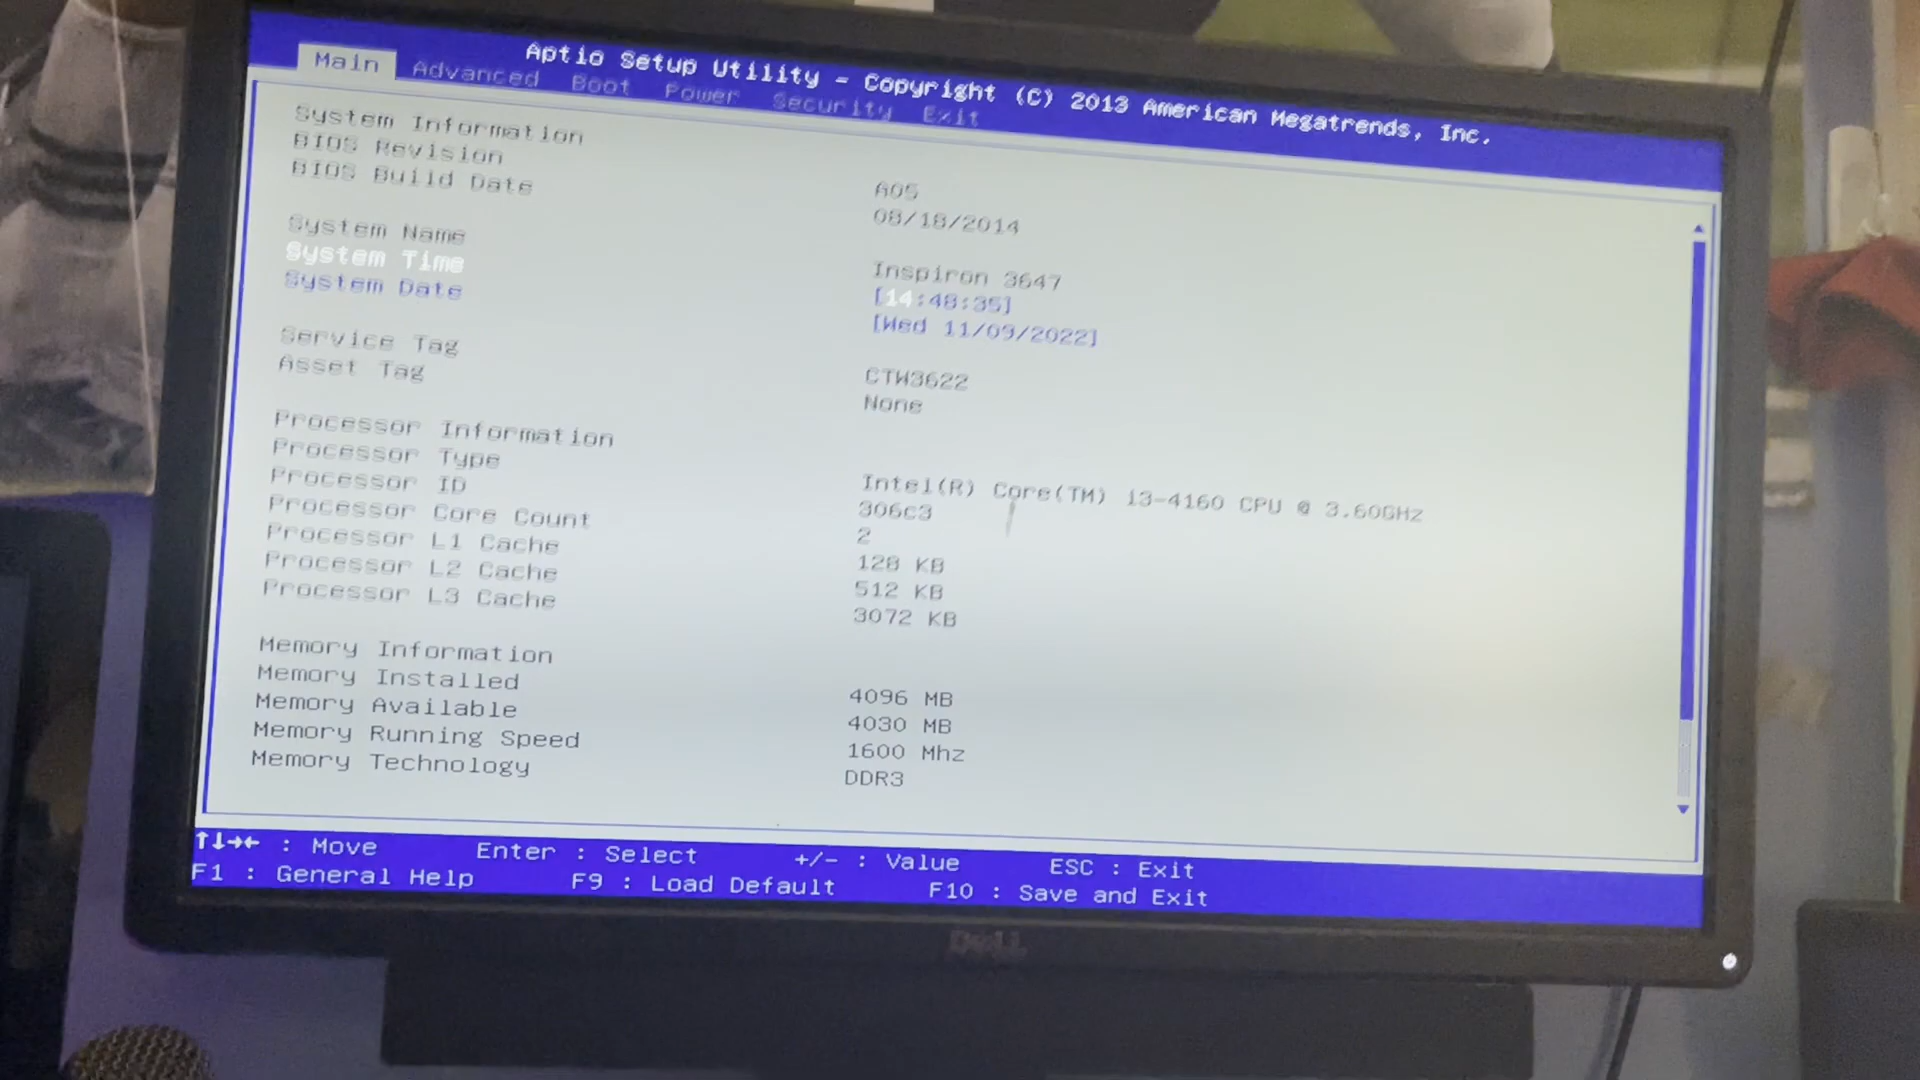 Aptio Setup Utility - Copyright (C) 2013 American Megatrends, Inc.
Main Advanced Boot Power Security Exit
System Information
BIOS Revision A05
BIOS Build Date 08/18/2014
System Name Inspiron 3647
System Time [14:48:35]
System Date [Wed 11/09/2022]
Service Tag CTW3622
Asset Tag None
Processor Information
Processor Type Intel(R) Core(TM) i3-4160 CPU @ 3.60GHz
Processor ID 306c3
Processor Core Count 2
Processor L1 Cache 128 KB
Processor L2 Cache 512 KB
Processor L3 Cache 3072 KB
Memory Information
Memory Installed 4096 MB
Memory Available 4030 MB
Memory Running Speed 1600 Mhz
Memory Technology DDR3
↑↓→← : Move Enter : Select +/- : Value ESC : Exit
F1 : General Help F9 : Load Default F10 : Save and Exit
DELL